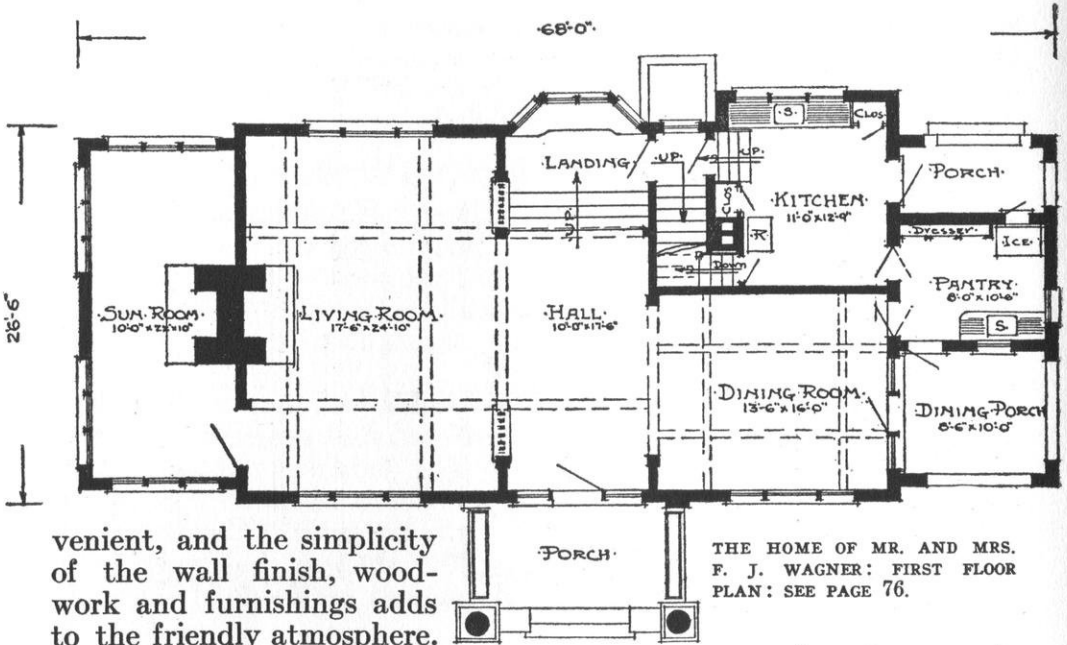 68'-0"
26'-6"
LANDING
UP
UP
UP
S.
CLOS
CLOS
KITCHEN
11'-0"x12'-9"
R
PORCH
Dresser
ICE
PANTRY
8'-0"x10'-6"
S
Down
SUN ROOM
LIVING ROOM
17'-6"x24'-10"
HALL
10'-0"x17'-6"
DINING ROOM
13'-6"x16'-0"
DINING PORCH
8'-6"x10'-0"
PORCH
venient, and the simplicity
of the wall finish, wood-
work and furnishings adds
to the friendly atmosphere.
THE HOME OF MR. AND MRS.
F. J. WAGNER: FIRST FLOOR
PLAN: SEE PAGE 76.